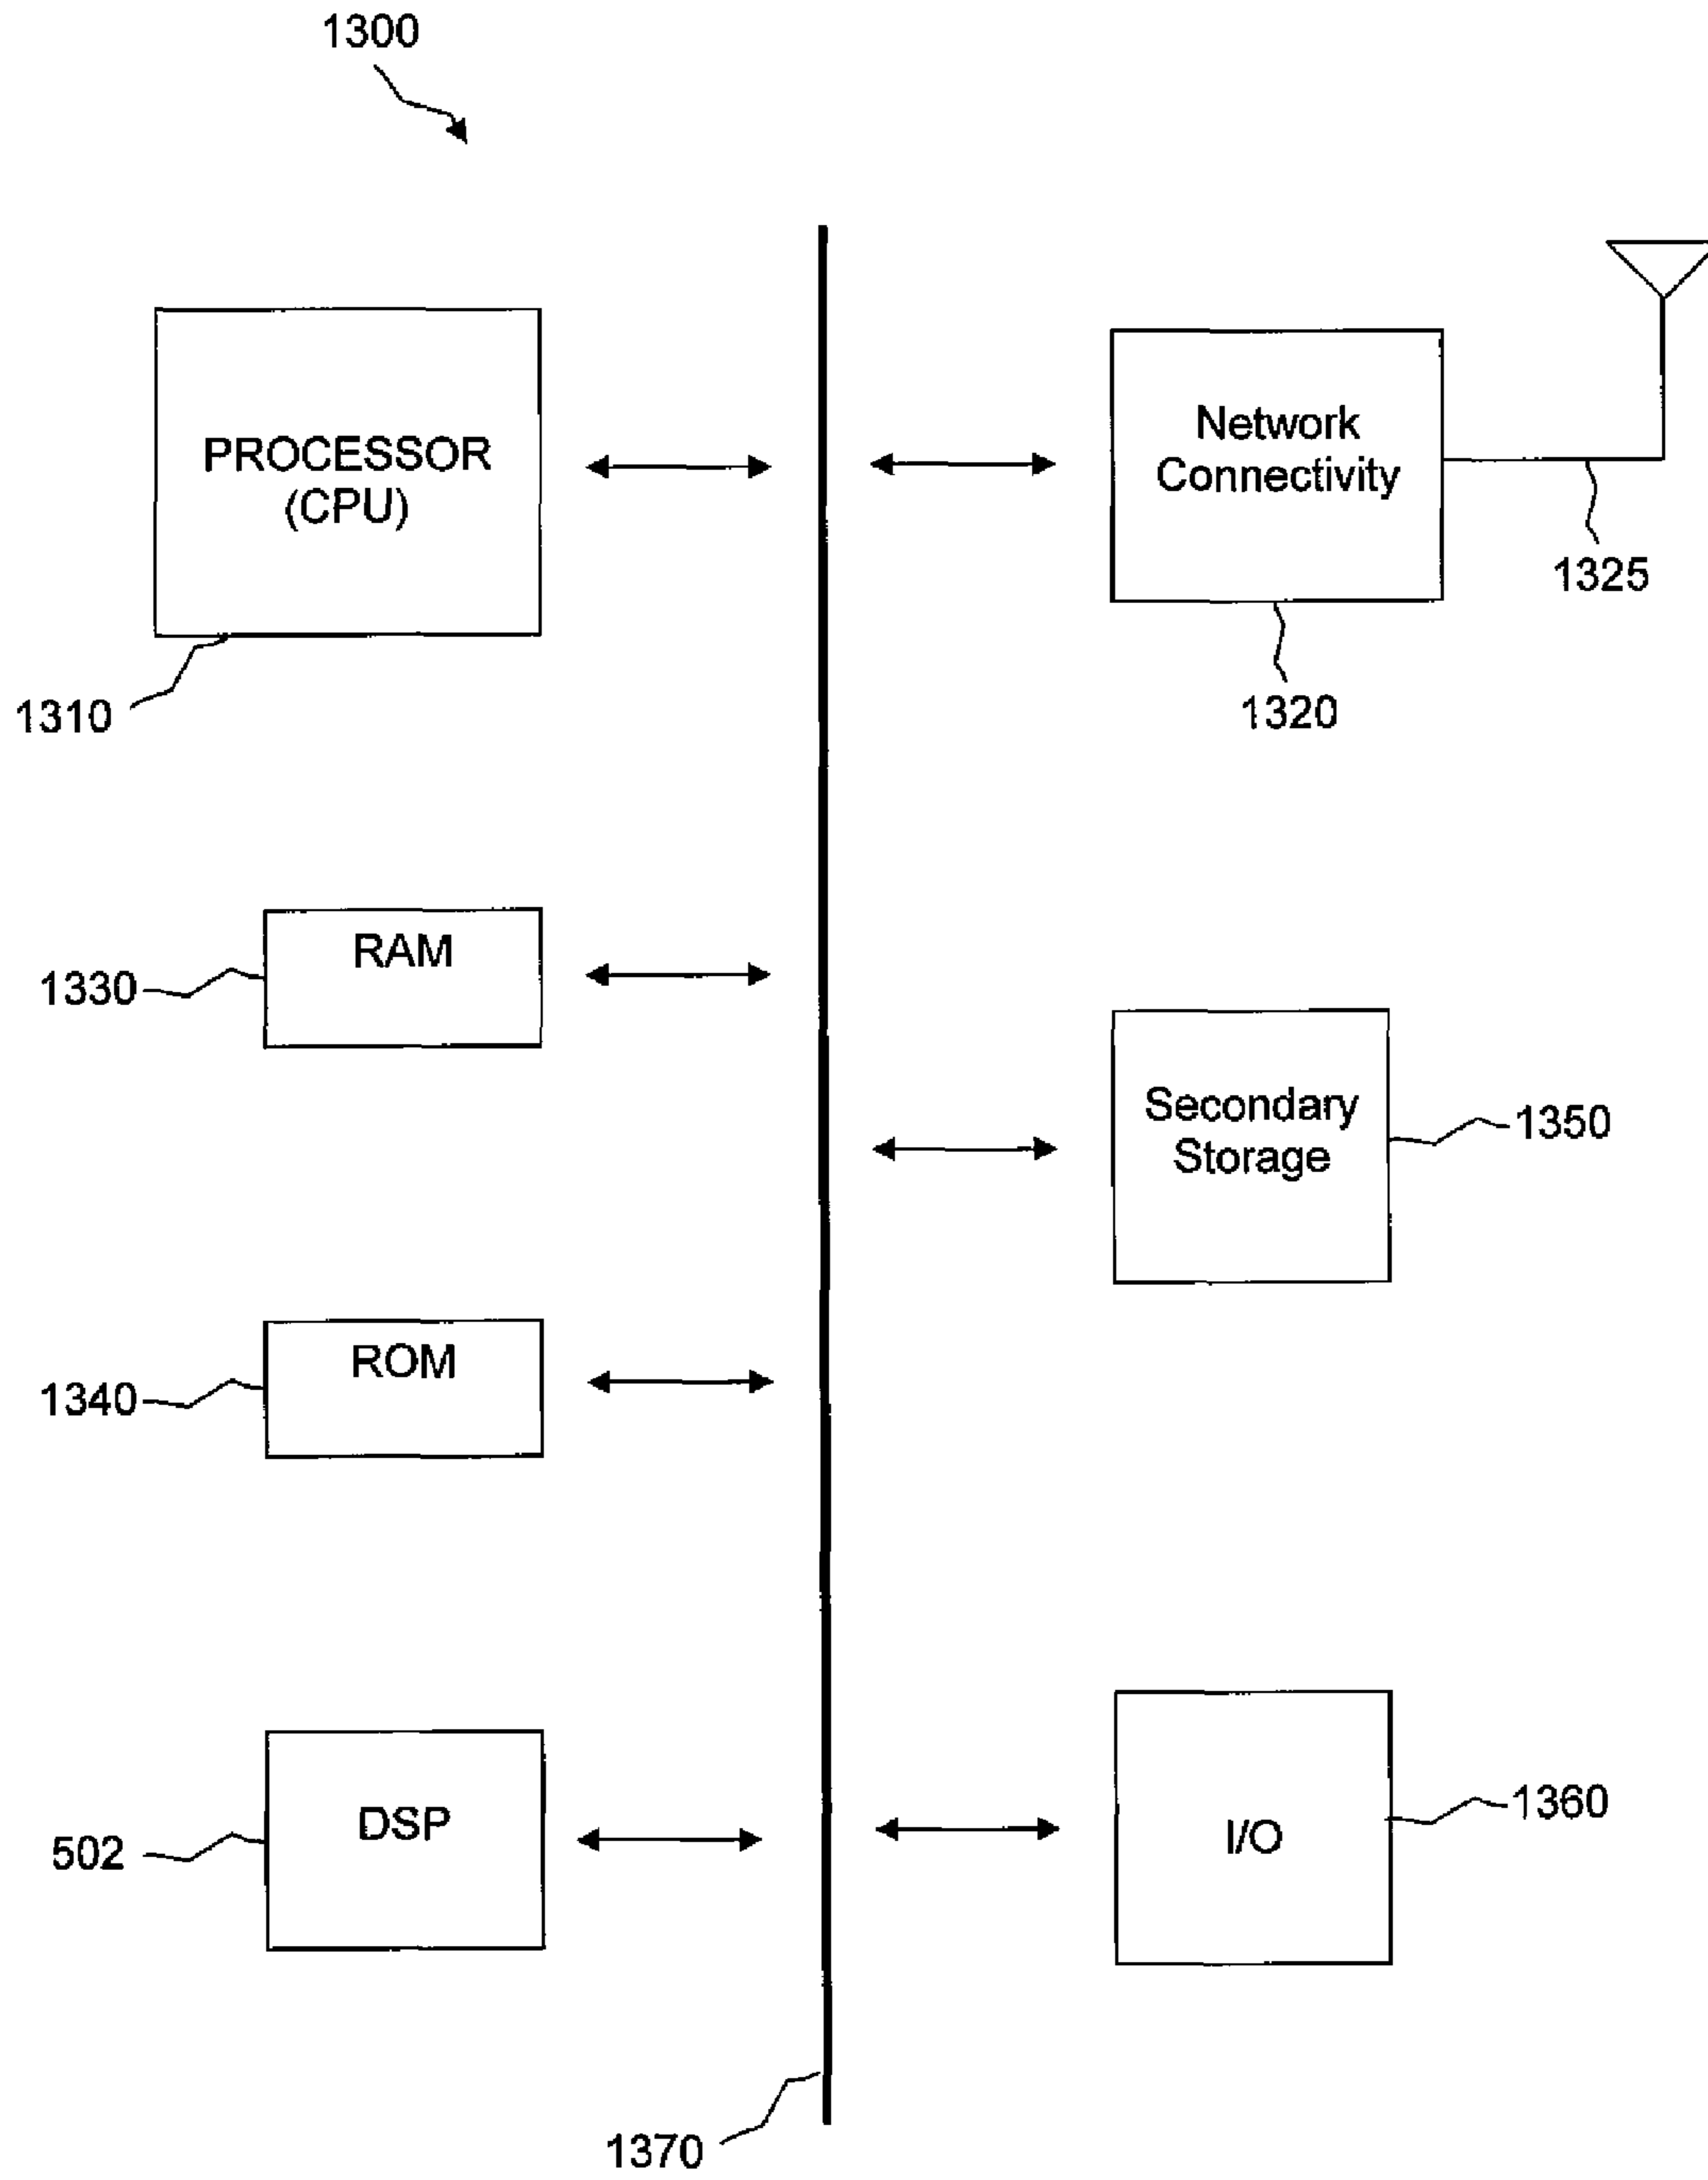 1300
PROCESSOR
(CPU)
1310
Network
Connectivity
1325
1320
RAM
1330
Secondary
Storage
1350
ROM
1340
DSP
502
I/O
1360
1370